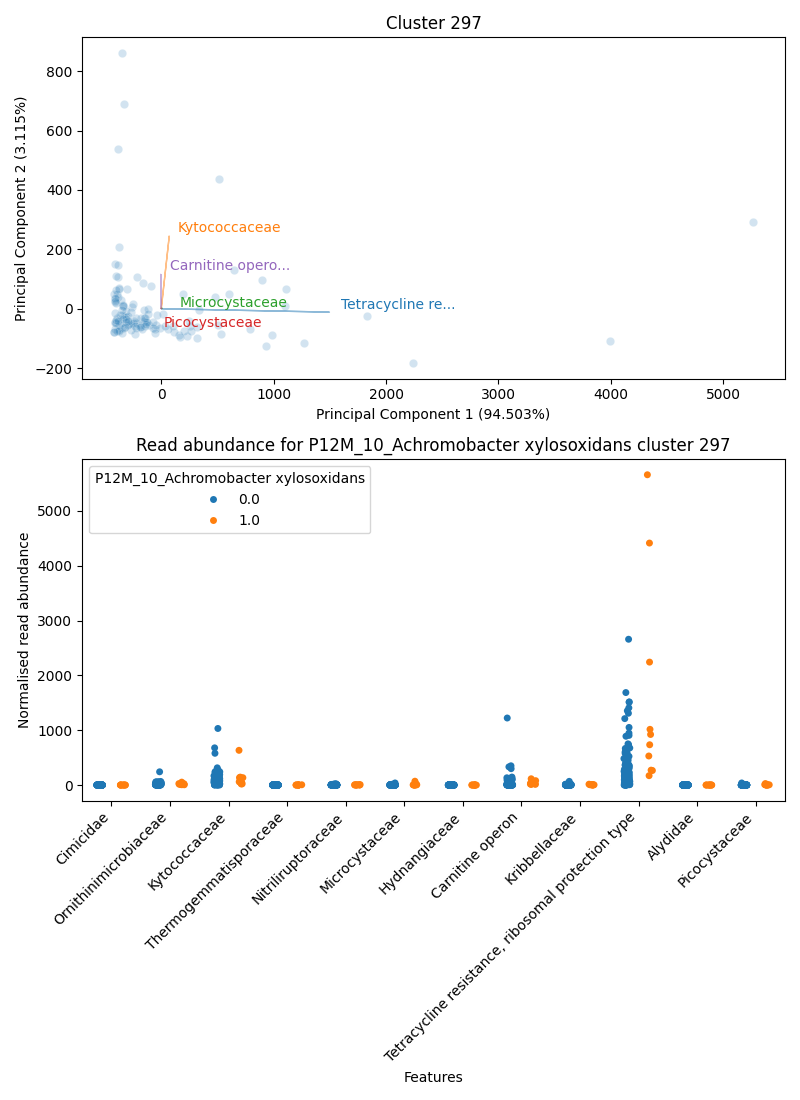 Cluster 297
800
600
400
200
0
−200
Principal Component 2 (3.115%)
Kytococcaceae
Carnitine opero...
Microcystaceae
Tetracycline re...
Picocystaceae
0
1000
2000
3000
4000
5000
Principal Component 1 (94.503%)
Read abundance for P12M_10_Achromobacter xylosoxidans cluster 297
P12M_10_Achromobacter xylosoxidans
0.0
1.0
5000
4000
3000
2000
1000
0
Normalised read abundance
Cimicidae
Ornithinimicrobiaceae
Kytococcaceae
Thermogemmatisporaceae
Nitriliruptoraceae
Microcystaceae
Hydnangiaceae
Carnitine operon
Kribbellaceae
Tetracycline resistance, ribosomal protection type
Alydidae
Picocystaceae
Features